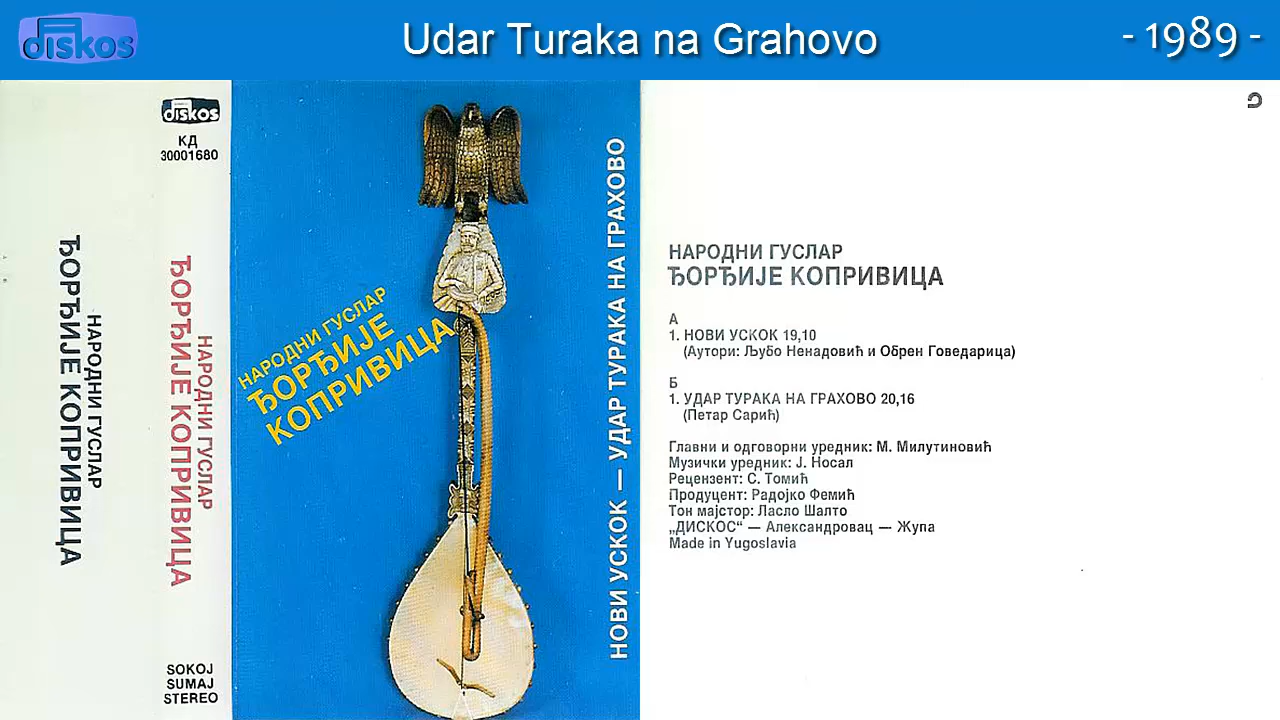 diskos
Udar Turaka na Grahovo
- 1989 -
diskos
КД
30001680
НАРОДНИ ГУСЛАР
ЂОРЂИЈЕ КОПРИВИЦА
НАРОДНИ ГУСЛАР
ЂОРЂИЈЕ КОПРИВИЦА
SOKOJ
SUMAJ
STEREO
НАРОДНИ ГУСЛАР
ЂОРЂИЈЕ
КОПРИВИЦА
НОВИ УСКОК — УДАР ТУРАКА НА ГРАХОВО
НАРОДНИ ГУСЛАР
ЂОРЂИЈЕ КОПРИВИЦА
А
1. НОВИ УСКОК 19,10
(Аутори: Љубо Ненадовић и Обрен Говедарица)
Б
1. УДАР ТУРАКА НА ГРАХОВО 20,16
(Петар Сарић)
Главни и одговорни уредник: М. Милутиновић
Музички уредник: Ј. Носал
Рецензент: С. Томић
Продуцент: Радојко Фемић
Тон мајстор: Ласло Шалто
„ДИСКОС“ — Александровац — Жупа
Made in Yugoslavia